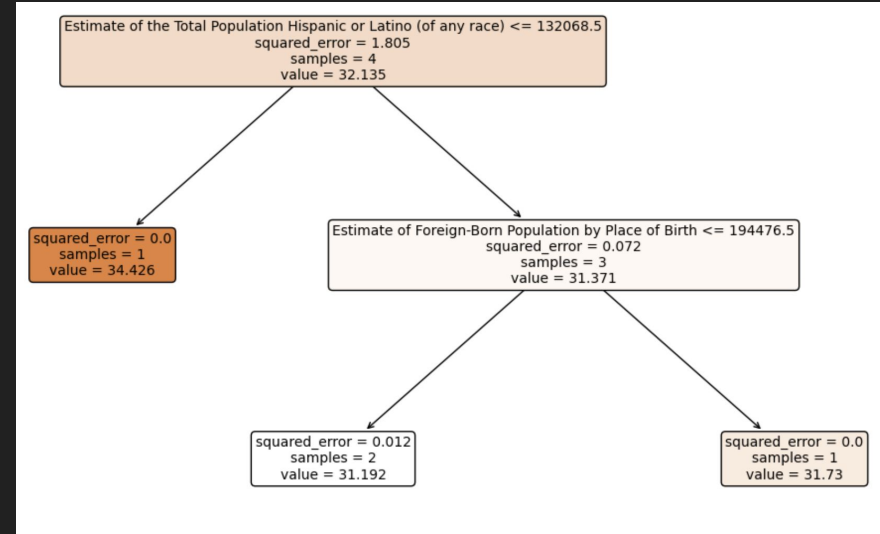 Estimate of the Total Population Hispanic or Latino (of any race) <= 132068.5
squared_error = 1.805
samples = 4
value = 32.135
squared_error = 0.0
samples = 1
value = 34.426
Estimate of Foreign-Born Population by Place of Birth <= 194476.5
squared_error = 0.072
samples = 3
value = 31.371
squared_error = 0.012
samples = 2
value = 31.192
squared_error = 0.0
samples = 1
value = 31.73